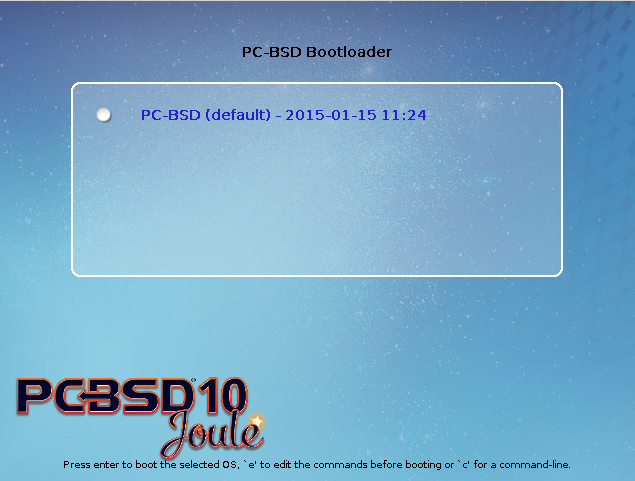 PC-BSD Bootloader
PC-BSD (default) - 2015-01-15 11:24
PCBSD® 10
Joule
Press enter to boot the selected OS, `e' to edit the commands before booting or `c' for a command-line.